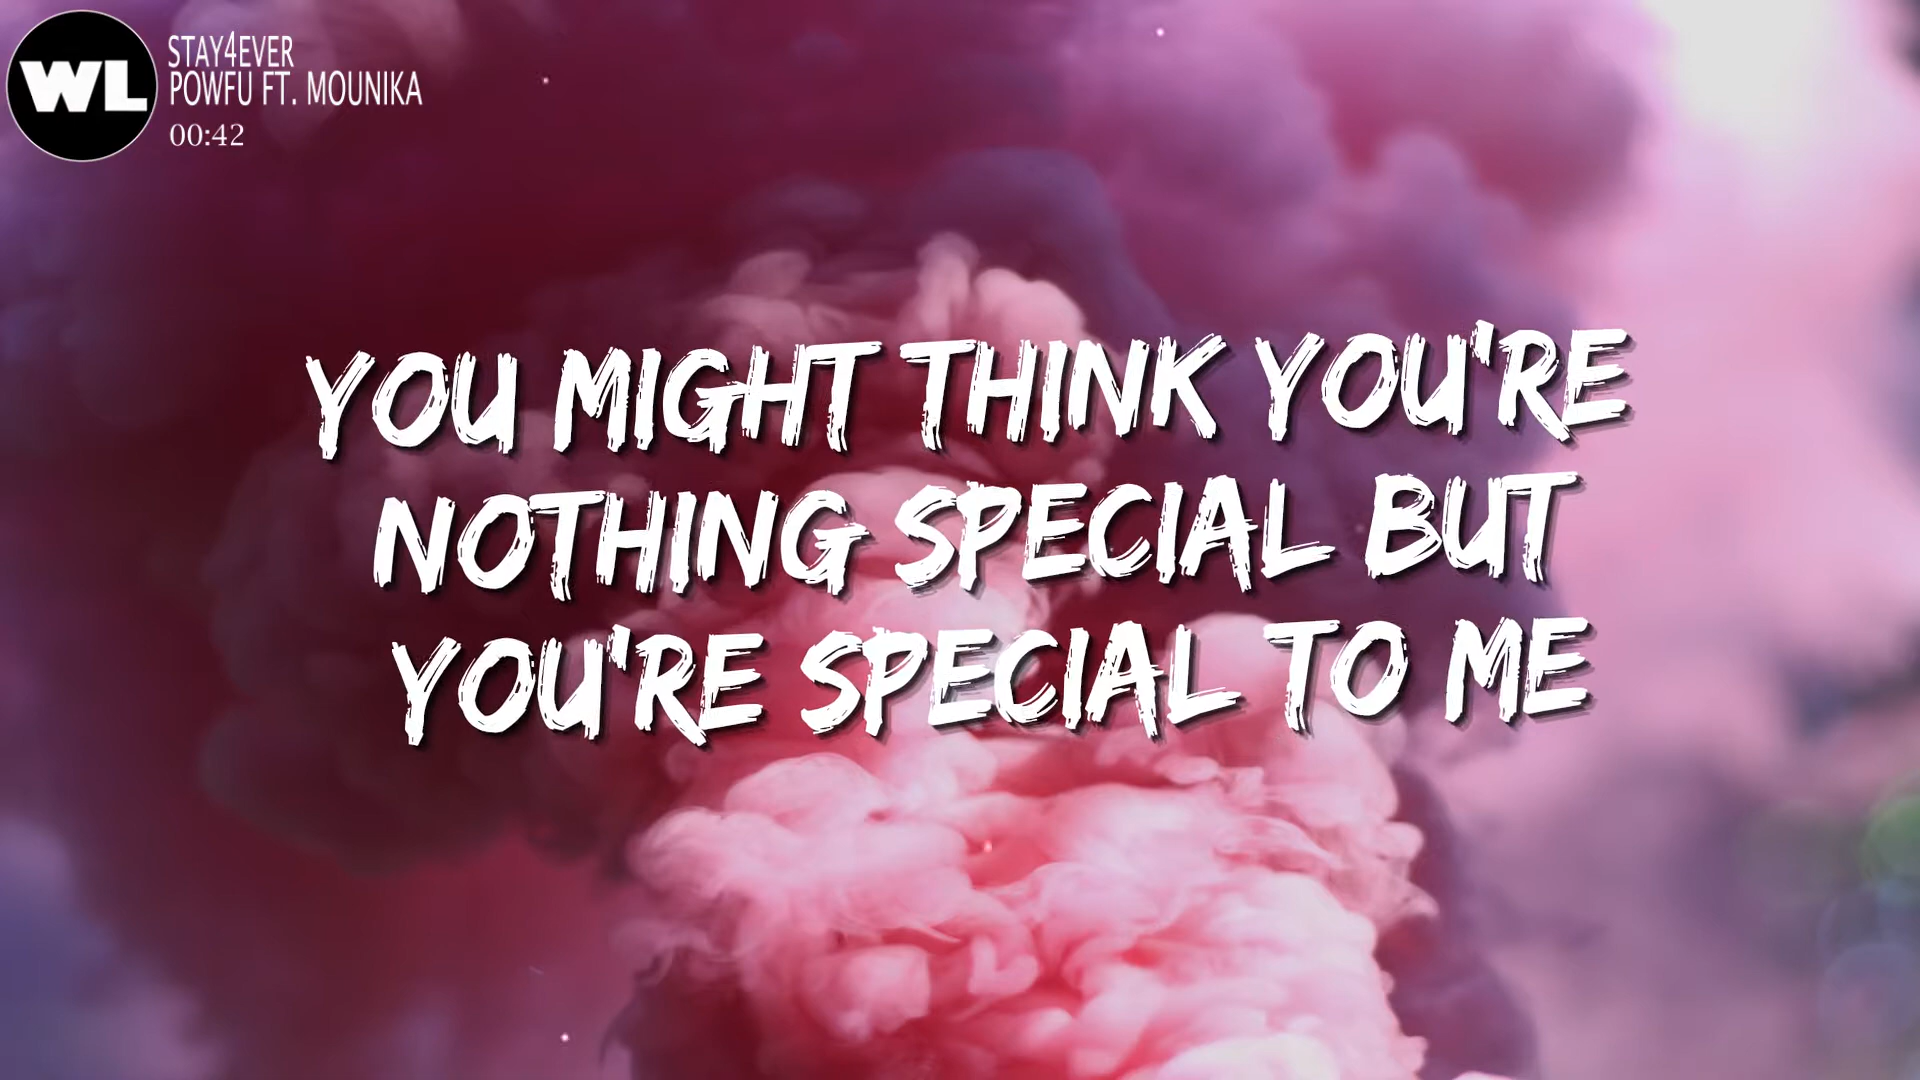 WL
STAY4EVER
POWFU FT. MOUNIKA
00:42
YOU MIGHT THINK YOU'RE
NOTHING SPECIAL BUT
YOU'RE SPECIAL TO ME